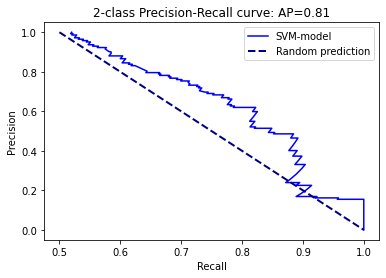 2-class Precision-Recall curve: AP=0.81
SVM-model
Random prediction
Precision
1.0
0.8
0.6
0.4
0.2
0.0
0.5 0.6 0.7 0.8 0.9 1.0
Recall